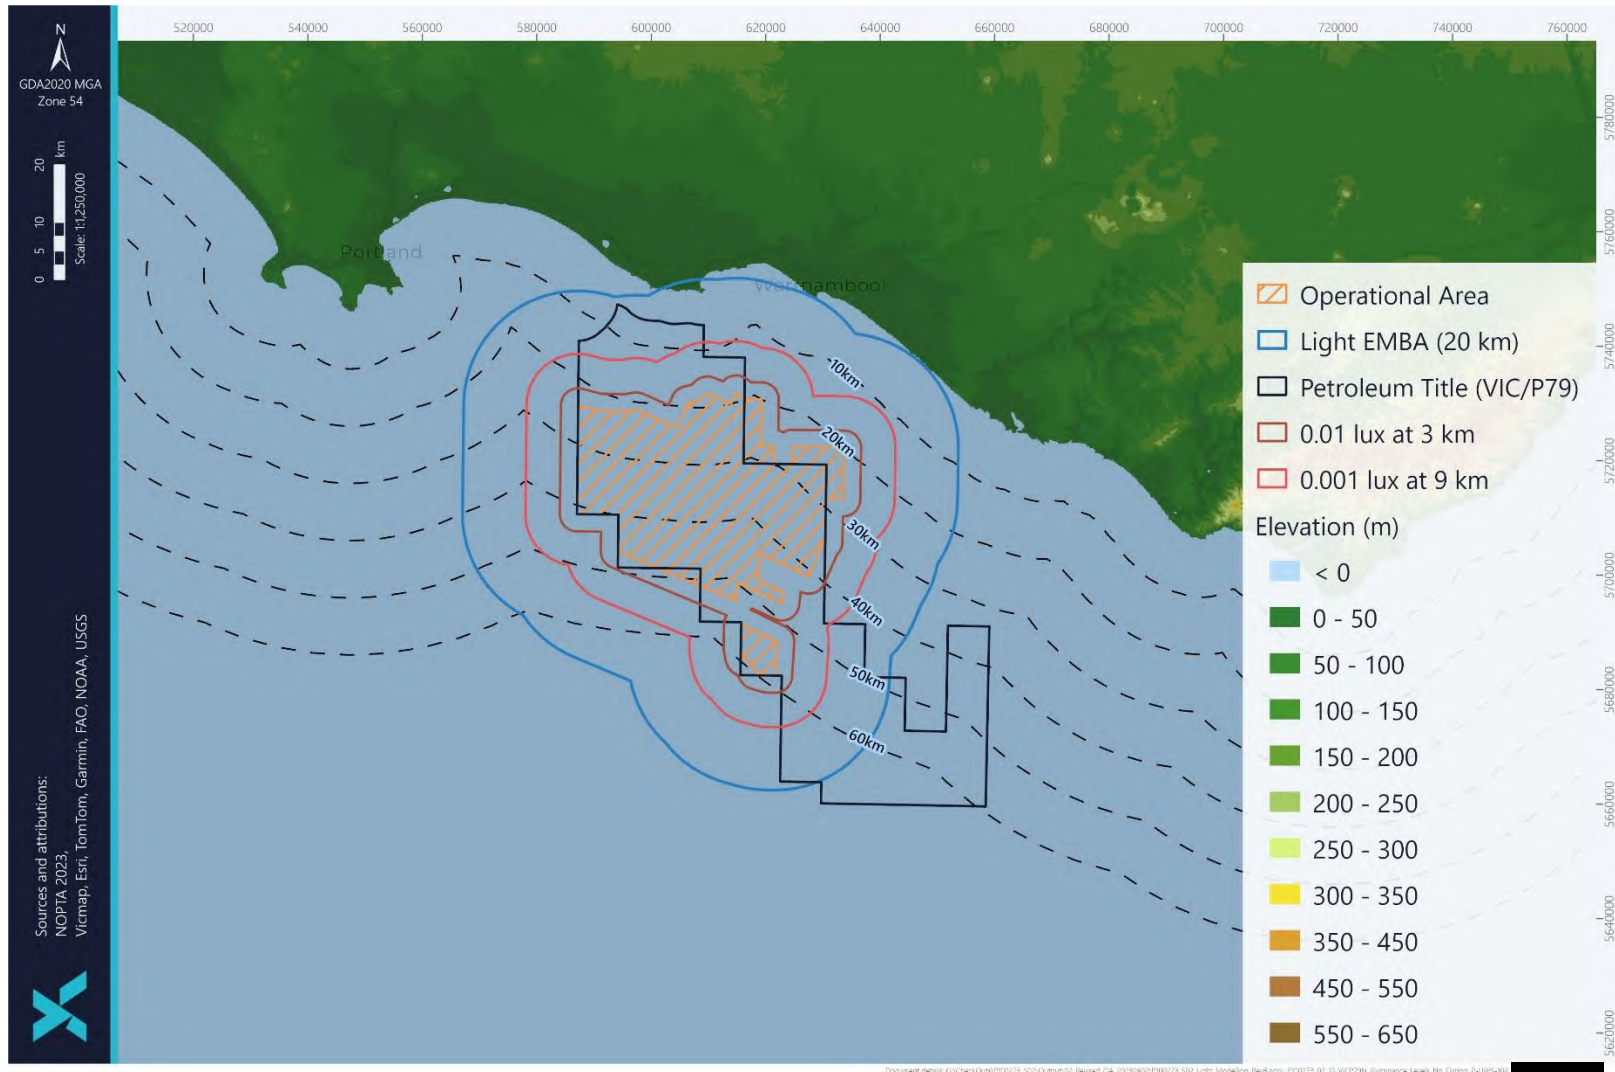 520000 540000 560000 580000 600000 620000 640000 660000 680000 700000 720000 740000 760000
N
GDA2020 MGA
Zone 54
0 5 10 20
km
Scale: 1:1,250,000
Sources and attributions:
NOPTA 2023,
Vicmap, Esri, TomTom, Garmin, FAO, NOAA, USGS
Portland
Warrnambool
10km
20km
30km
40km
50km
60km
Operational Area
Light EMBA (20 km)
Petroleum Title (VIC/P79)
0.01 lux at 3 km
0.001 lux at 9 km
Elevation (m)
< 0
0 - 50
50 - 100
100 - 150
150 - 200
200 - 250
250 - 300
300 - 350
350 - 450
450 - 550
550 - 650
5780000
5760000
5740000
5720000
5700000
5680000
5660000
5640000
5620000